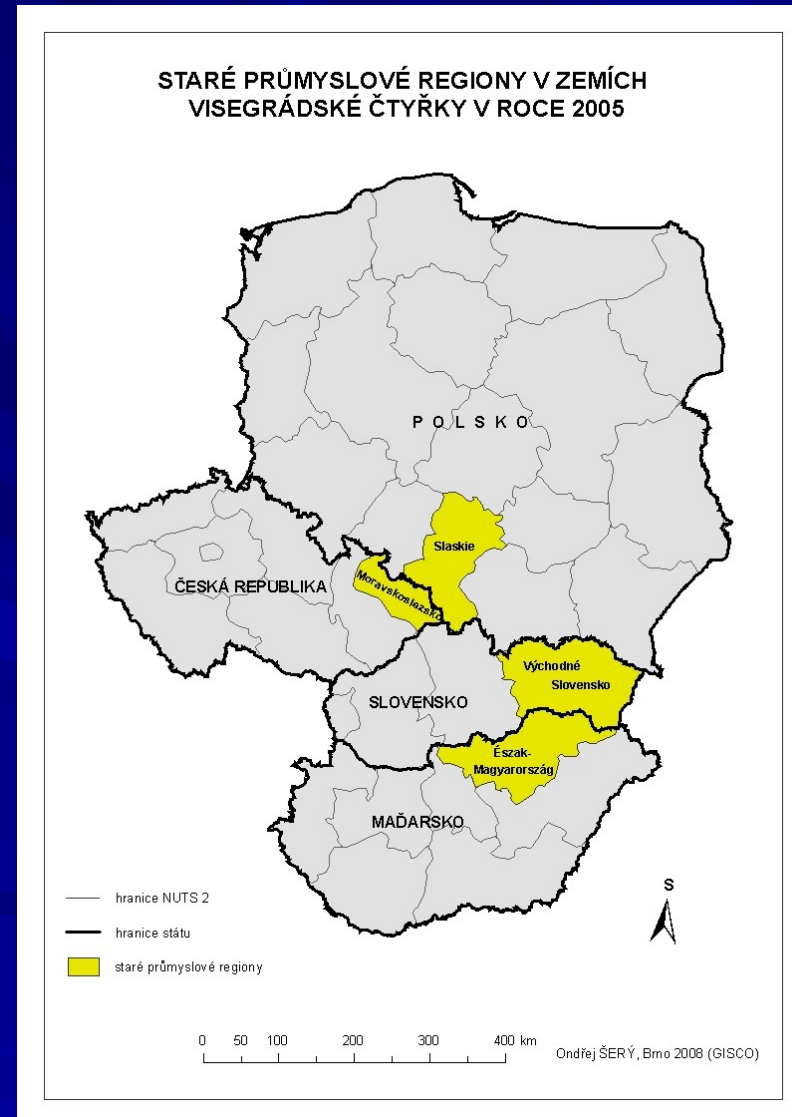 STARÉ PRŮMYSLOVÉ REGIONY V ZEMÍCH
VISEGRÁDSKÉ ČTYŘKY V ROCE 2005
POLSKO
Slaskie
Moravskoslezsko
ČESKÁ REPUBLIKA
Východné
Slovensko
SLOVENSKO
Észak-
Magyarország
MAĎARSKO
S
hranice NUTS 2
hranice státu
staré průmyslové regiony
0 50 100 200 300 400 km
Ondřej ŠERÝ, Brno 2008 (GISCO)